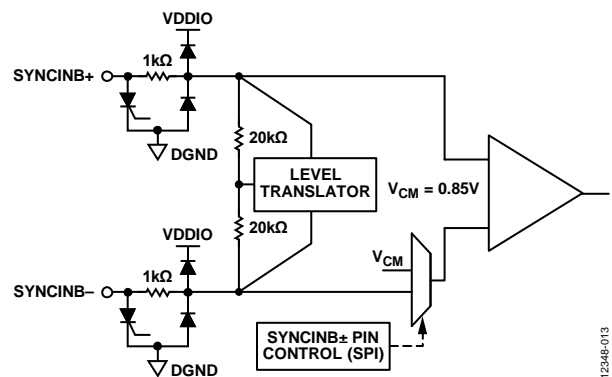 VDDIO
1kΩ
SYNCINB+
DGND
20kΩ
LEVEL
TRANSLATOR
VCM = 0.85V
20kΩ
VDDIO
1kΩ
SYNCINB–
DGND
VCM
SYNCINB± PIN
CONTROL (SPI)
12348-013